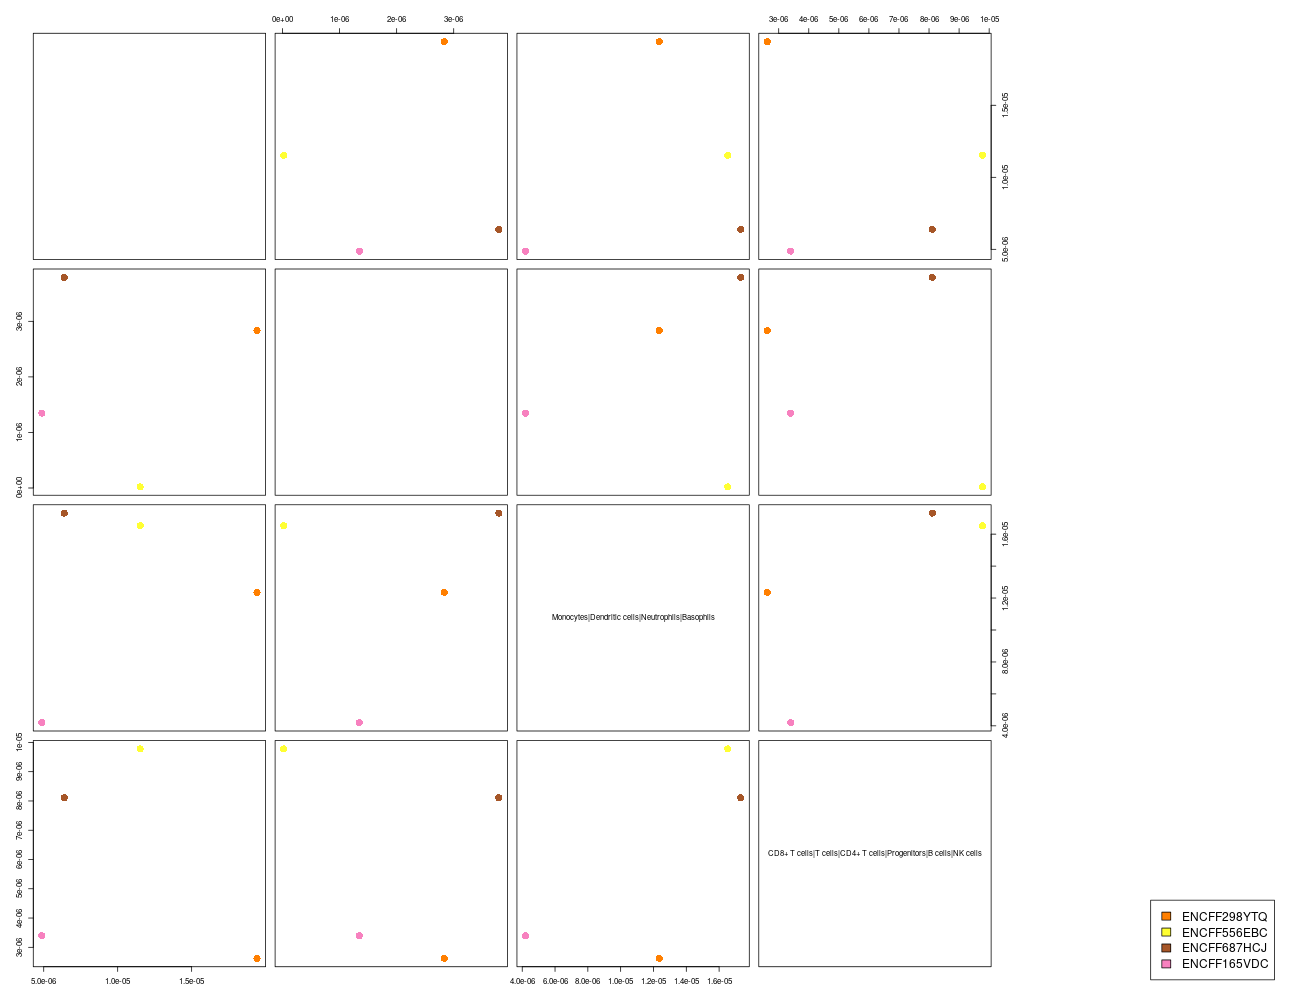 0e+00 1e-06 2e-06 3e-06
3e-06 4e-06 5e-06 6e-06 7e-06 8e-06 9e-06 1e-05
5.0e-06 1.0e-05 1.5e-05
0e+00 1e-06 2e-06 3e-06
Monocytes|Dendritic cells|Neutrophils|Basophils
4.0e-06 8.0e-06 1.2e-05 1.6e-05
3e-06 4e-06 5e-06 6e-06 7e-06 8e-06 9e-06 1e-05
CD8+ T cells|T cells|CD4+ T cells|Progenitors|B cells|NK cells
5.0e-06 1.0e-05 1.5e-05
4.0e-06 6.0e-06 8.0e-06 1.0e-05 1.2e-05 1.4e-05 1.6e-05
ENCFF298YTQ
ENCFF556EBC
ENCFF687HCJ
ENCFF165VDC